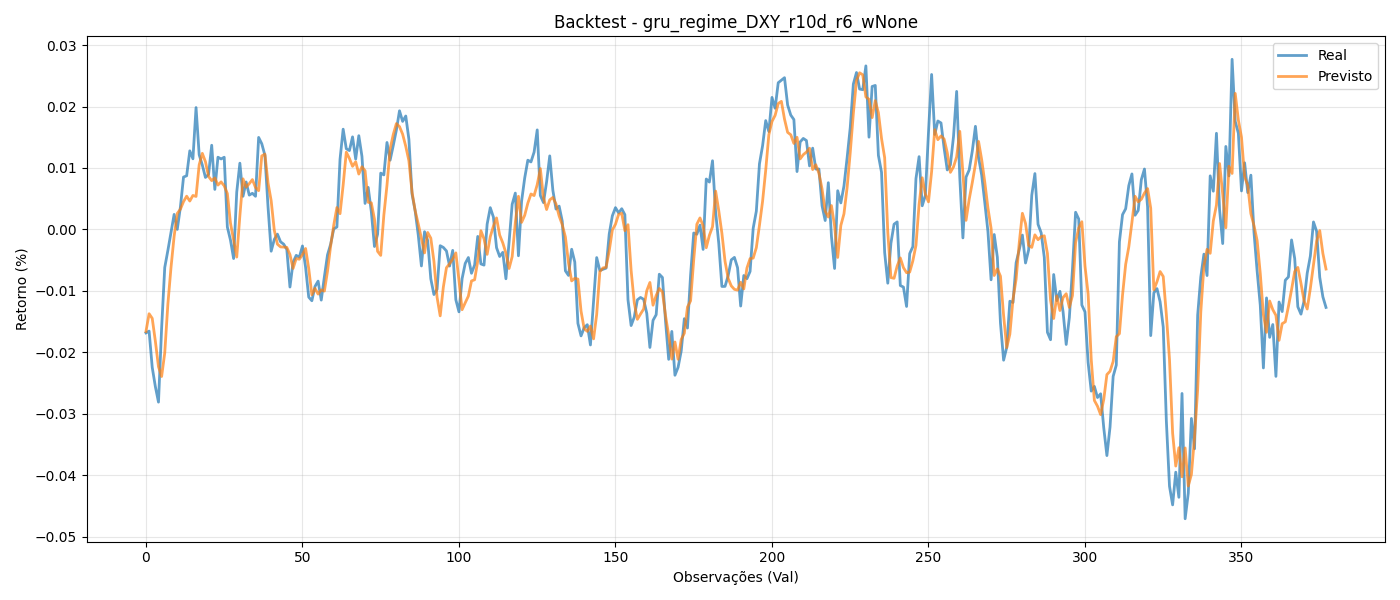 Backtest - gru_regime_DXY_r10d_r6_wNone
Real
Previsto
Retorno (%)
0.03
0.02
0.01
0.00
−0.01
−0.02
−0.03
−0.04
−0.05
0 50 100 150 200 250 300 350
Observações (Val)